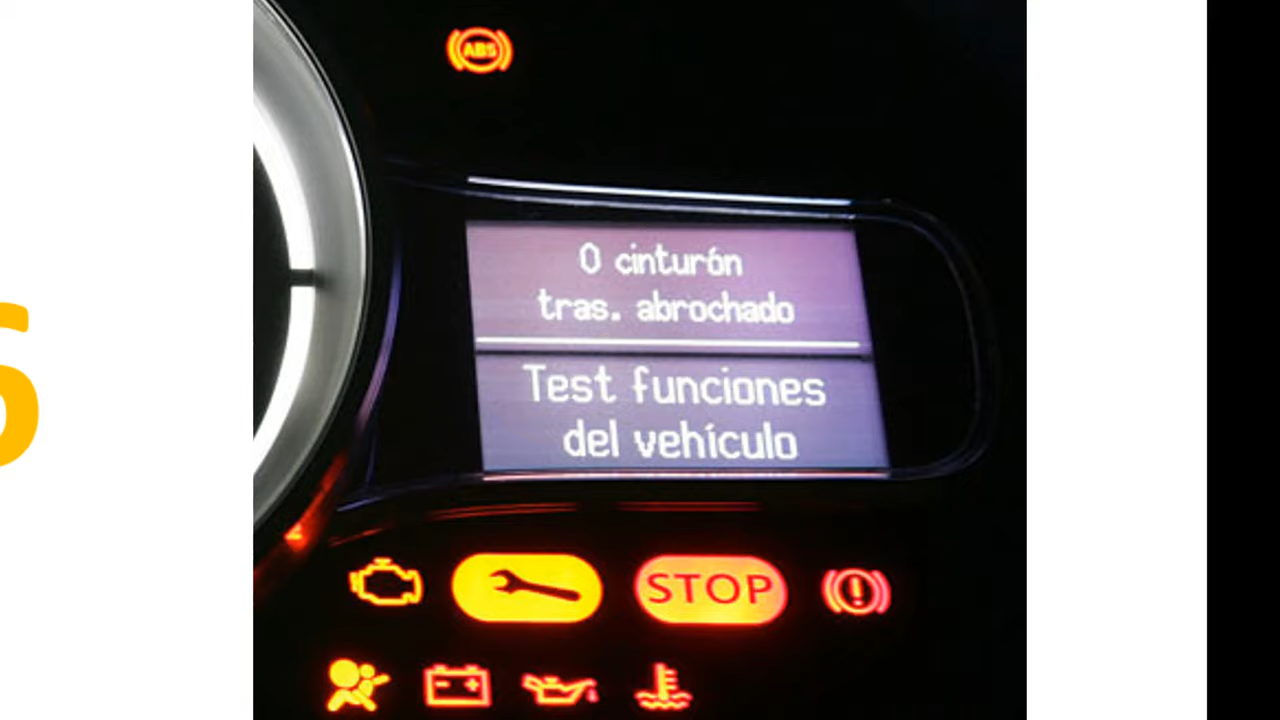 ABS
0 cinturón
tras. abrochado
Test funciones
del vehículo
STOP